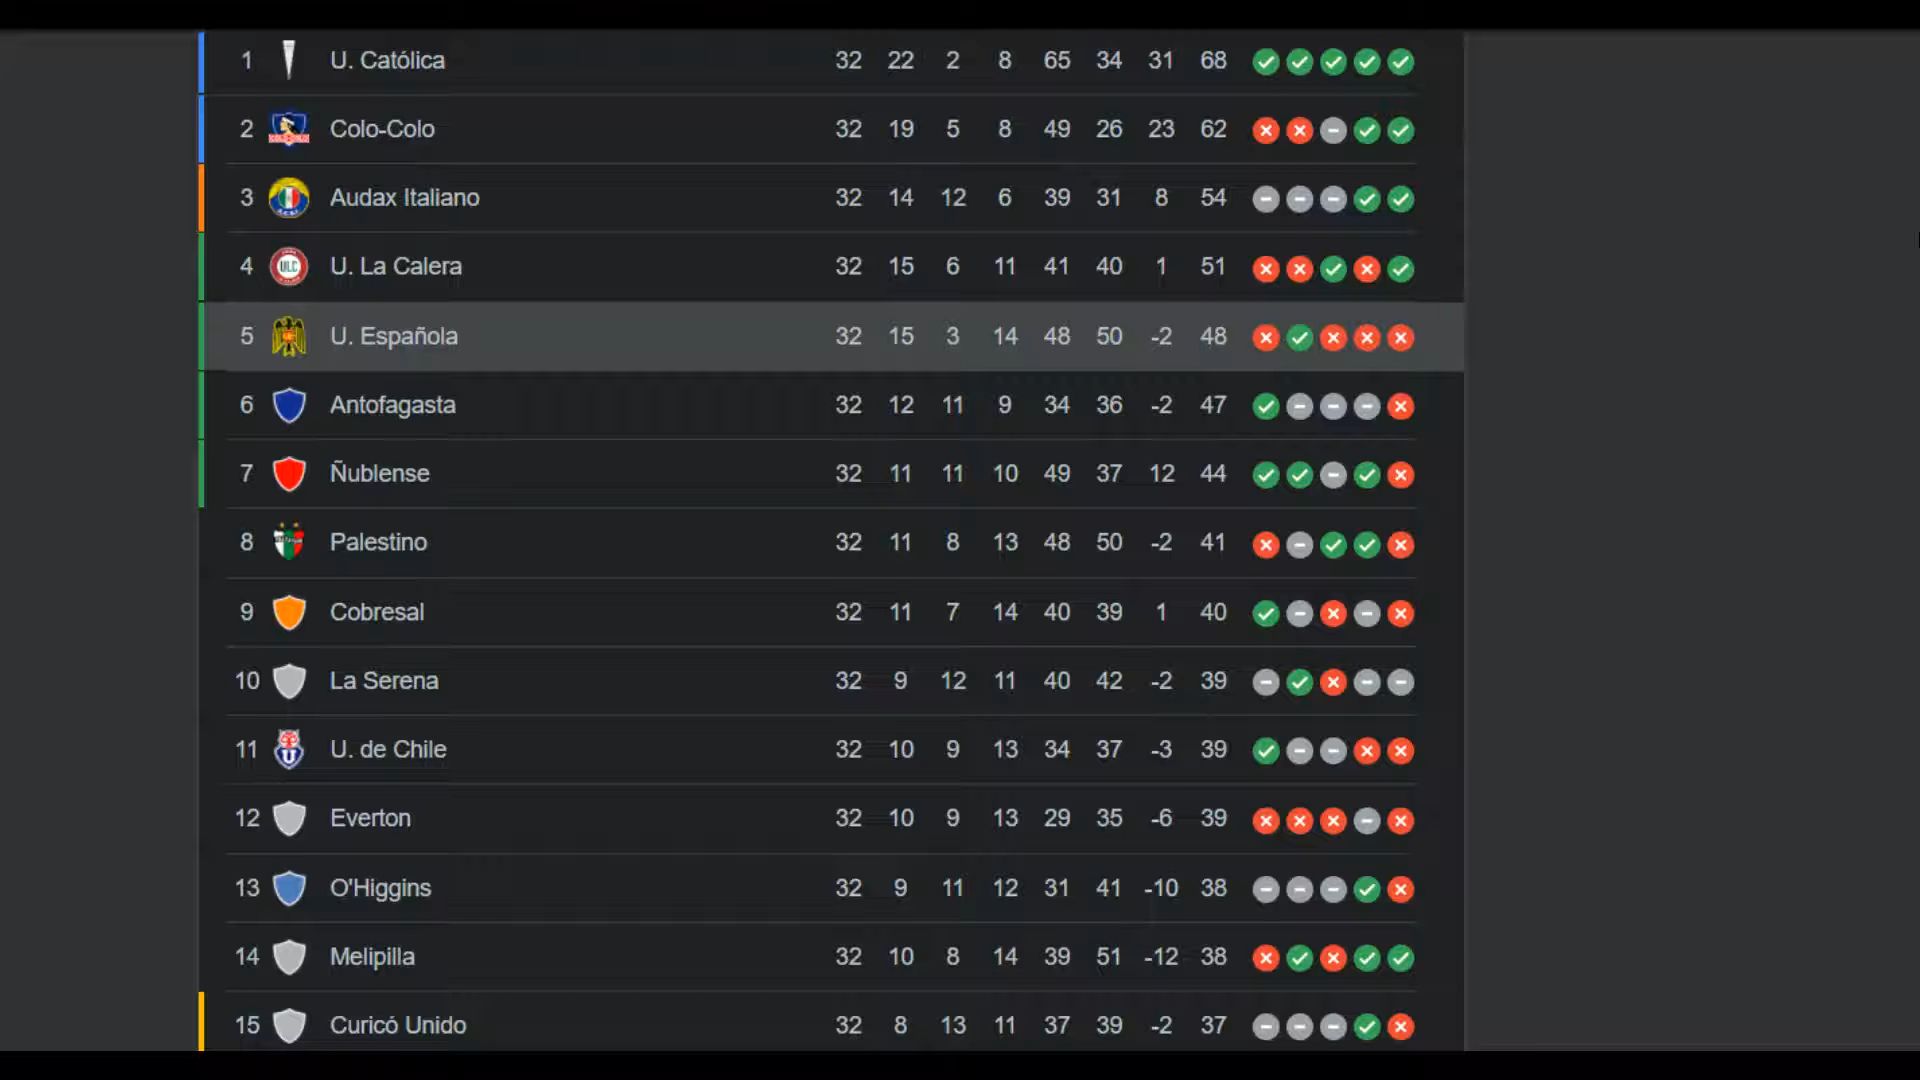 1 U. Católica 32 22 2 8 65 34 31 68
2 Colo-Colo 32 19 5 8 49 26 23 62
3 Audax Italiano 32 14 12 6 39 31 8 54
4 U. La Calera 32 15 6 11 41 40 1 51
5 U. Española 32 15 3 14 48 50 -2 48
6 Antofagasta 32 12 11 9 34 36 -2 47
7 Ñublense 32 11 11 10 49 37 12 44
8 Palestino 32 11 8 13 48 50 -2 41
9 Cobresal 32 11 7 14 40 39 1 40
10 La Serena 32 9 12 11 40 42 -2 39
11 U. de Chile 32 10 9 13 34 37 -3 39
12 Everton 32 10 9 13 29 35 -6 39
13 O'Higgins 32 9 11 12 31 41 -10 38
14 Melipilla 32 10 8 14 39 51 -12 38
15 Curicó Unido 32 8 13 11 37 39 -2 37